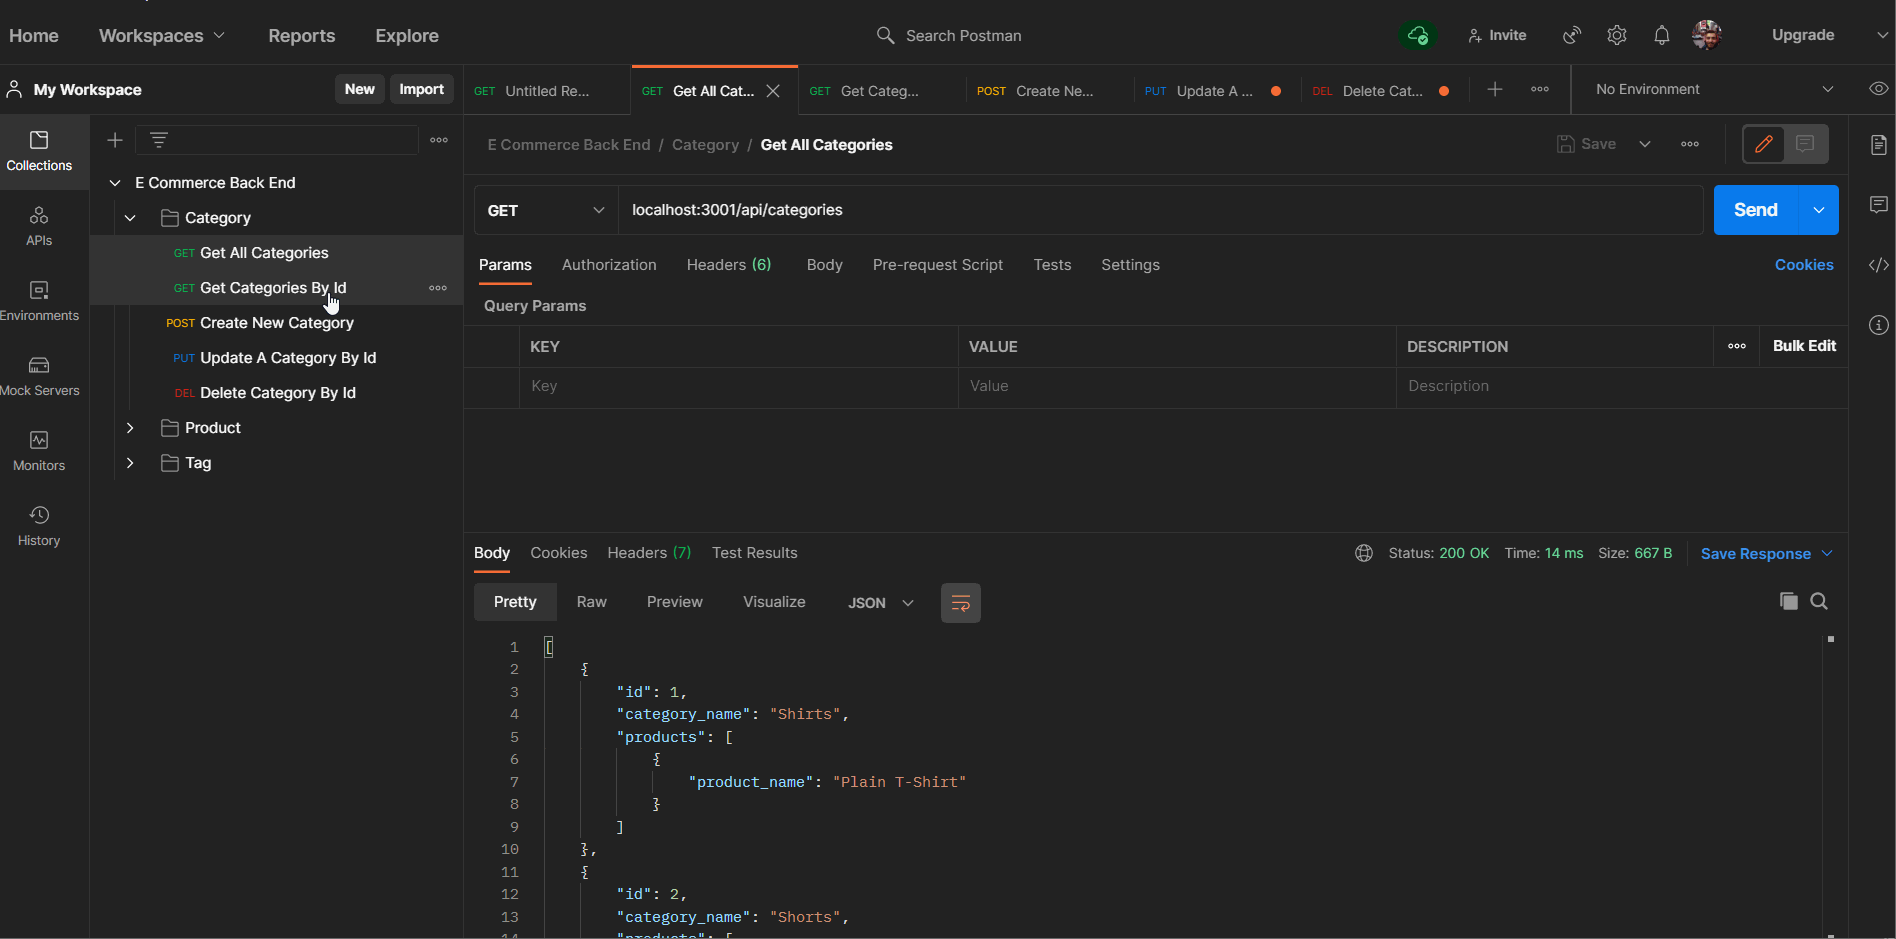 Home Workspaces Reports Explore Search Postman Invite Upgrade
My Workspace New Import
GET Untitled Re... GET Get All Cat... GET Get Categ... POST Create Ne... PUT Update A ... DEL Delete Cat... No Environment
Collections
APIs
Environments
Mock Servers
Monitors
History
E Commerce Back End
Category
GET Get All Categories
GET Get Categories By Id
POST Create New Category
PUT Update A Category By Id
DEL Delete Category By Id
Product
Tag
E Commerce Back End / Category / Get All Categories Save
GET localhost:3001/api/categories Send
Params Authorization Headers (6) Body Pre-request Script Tests Settings Cookies
Query Params
KEY VALUE DESCRIPTION Bulk Edit
Key Value Description
Body Cookies Headers (7) Test Results Status: 200 OK Time: 14 ms Size: 667 B Save Response
Pretty Raw Preview Visualize JSON
1 [
2 {
3 "id": 1,
4 "category_name": "Shirts",
5 "products": [
6 {
7 "product_name": "Plain T-Shirt"
8 }
9 ]
10 },
11 {
12 "id": 2,
13 "category_name": "Shorts",
14 "products": [